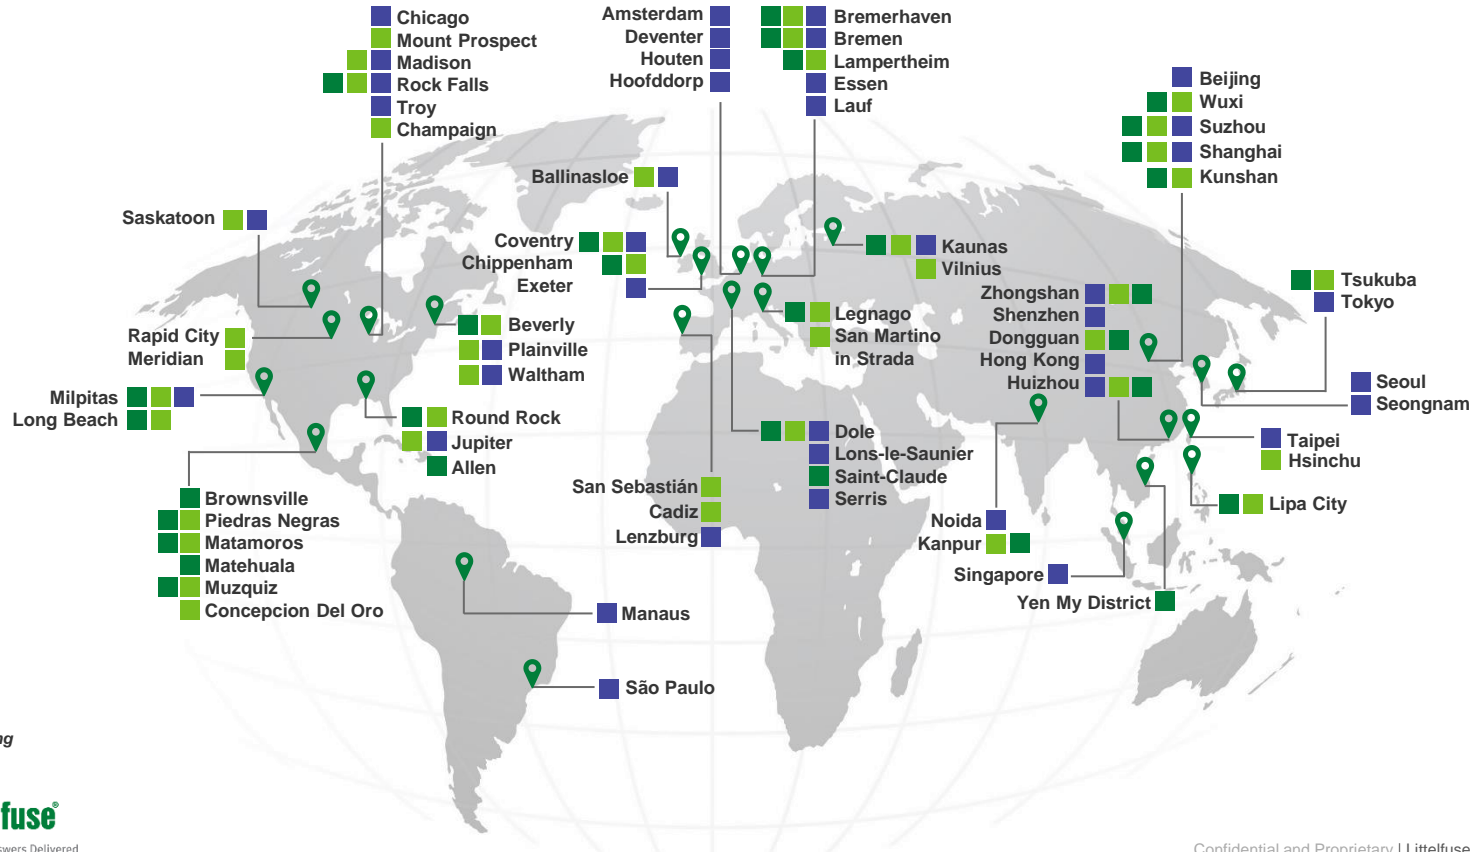 Chicago
Mount Prospect
Madison
Rock Falls
Troy
Champaign
Amsterdam
Deventer
Houten
Hoofddorp
Bremerhaven
Bremen
Lampertheim
Essen
Lauf
Beijing
Wuxi
Suzhou
Shanghai
Kunshan
Ballinasloe
Saskatoon
Coventry
Chippenham
Exeter
Kaunas
Vilnius
Tsukuba
Tokyo
Zhongshan
Shenzhen
Dongguan
Hong Kong
Huizhou
Rapid City
Meridian
Beverly
Plainville
Waltham
Legnago
San Martino
in Strada
Milpitas
Long Beach
Seoul
Seongnam
Round Rock
Jupiter
Allen
Dole
Lons-le-Saunier
Saint-Claude
Serris
Taipei
Hsinchu
San Sebastián
Cadiz
Lenzburg
Brownsville
Piedras Negras
Matamoros
Matehuala
Muzquiz
Concepcion Del Oro
Lipa City
Noida
Kanpur
Singapore
Yen My District
Manaus
São Paulo
ng
fuse®
swers Delivered
Confidential and Proprietary | Littelfuse